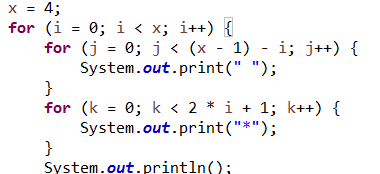 x = 4;
for (i = 0; i < x; i++) {
    for (j = 0; j < (x - 1) - i; j++) {
        System.out.print(" ");
    }
    for (k = 0; k < 2 * i + 1; k++) {
        System.out.print("*");
    }
    System.out.println();